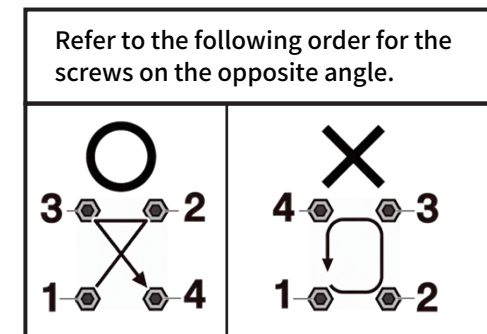 Refer to the following order for the
screws on the opposite angle.
3 2 4 3
1 4 1 2